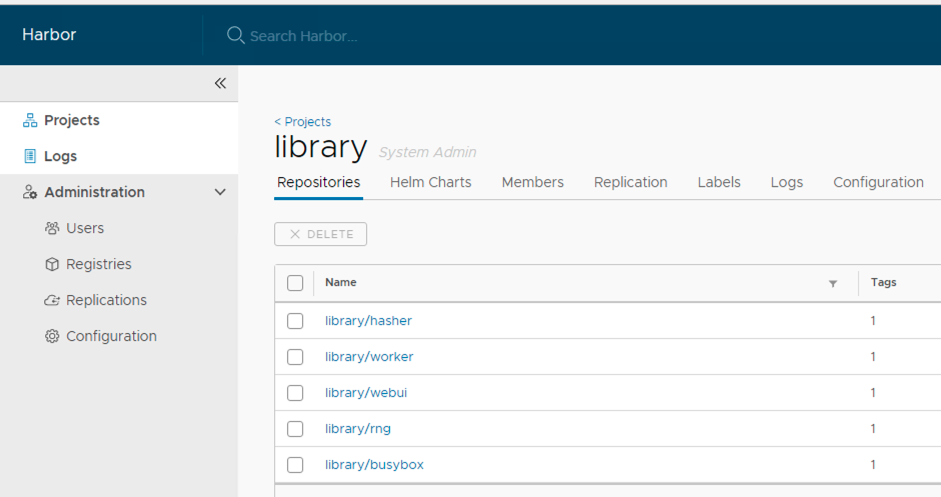 Harbor
Search Harbor...
Projects
Logs
Administration
Users
Registries
Replications
Configuration
< Projects
library System Admin
Repositories Helm Charts Members Replication Labels Logs Configuration
DELETE
Name Tags
library/hasher 1
library/worker 1
library/webui 1
library/rng 1
library/busybox 1